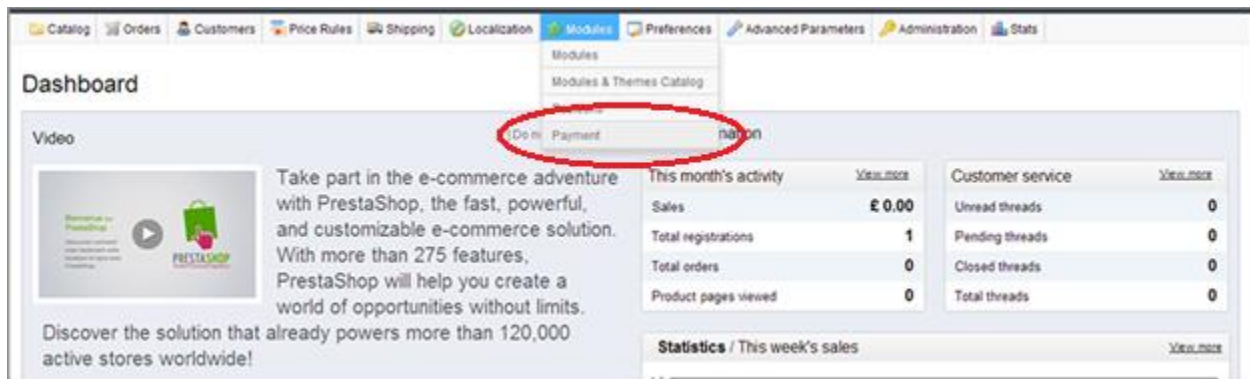 Catalog Orders Customers Price Rules Shipping Localization Modules Preferences Advanced Parameters Administration Stats
Modules
Modules & Themes Catalog
Payment
Dashboard
Video
Take part in the e-commerce adventure
with PrestaShop, the fast, powerful,
and customizable e-commerce solution.
With more than 275 features,
PrestaShop will help you create a
world of opportunities without limits.
Discover the solution that already powers more than 120,000
active stores worldwide!
PRESTASHOP
This month's activity View more
Sales £ 0.00
Total registrations 1
Total orders 0
Product pages viewed 0
Customer service View more
Unread threads 0
Pending threads 0
Closed threads 0
Total threads 0
Statistics / This week's sales View more